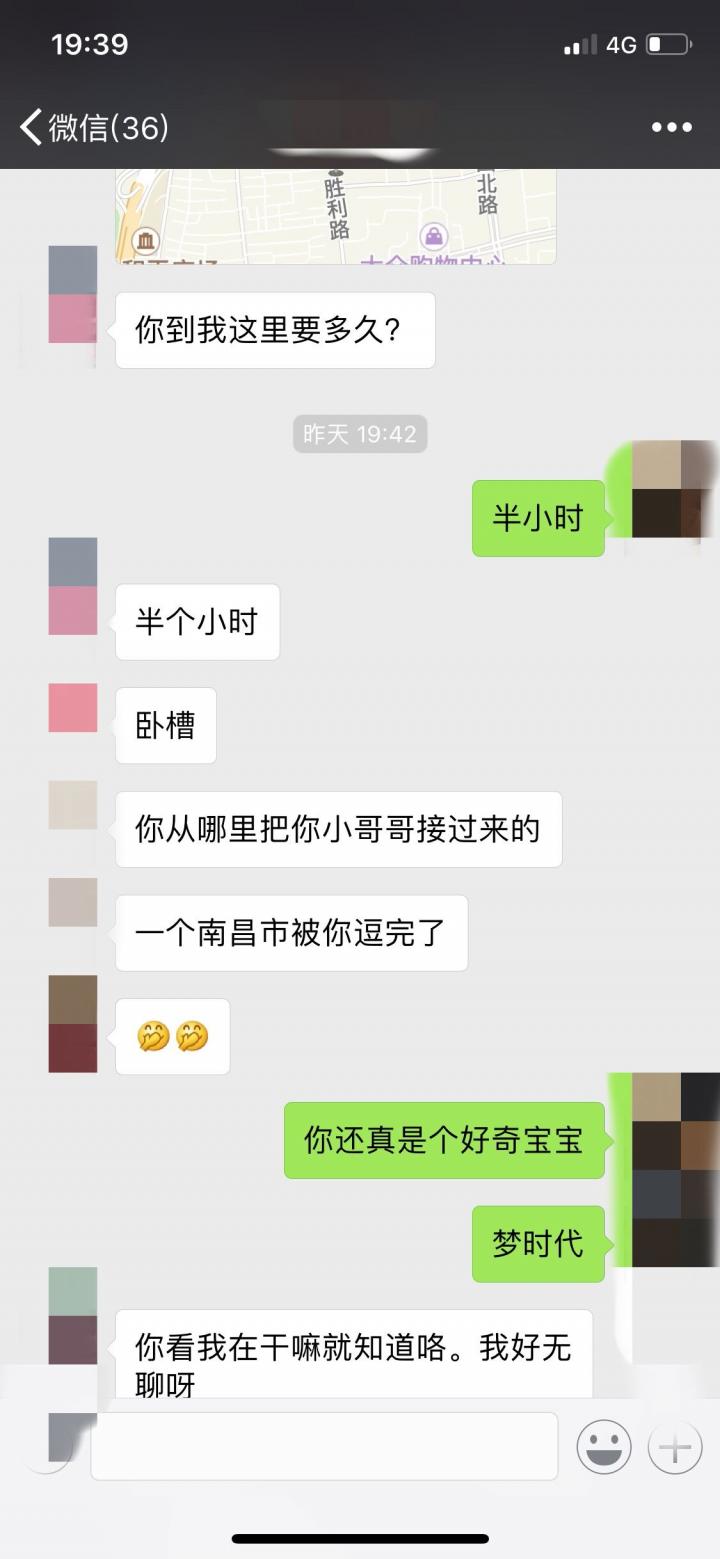 19:39
4G
微信(36)
胜利路
北路
你到我这里要多久?
昨天 19:42
半小时
半个小时
卧槽
你从哪里把你小哥哥接过来的
一个南昌市被你逗完了
🤭🤭
你还真是个好奇宝宝
梦时代
你看我在干嘛就知道咯。我好无
聊呀